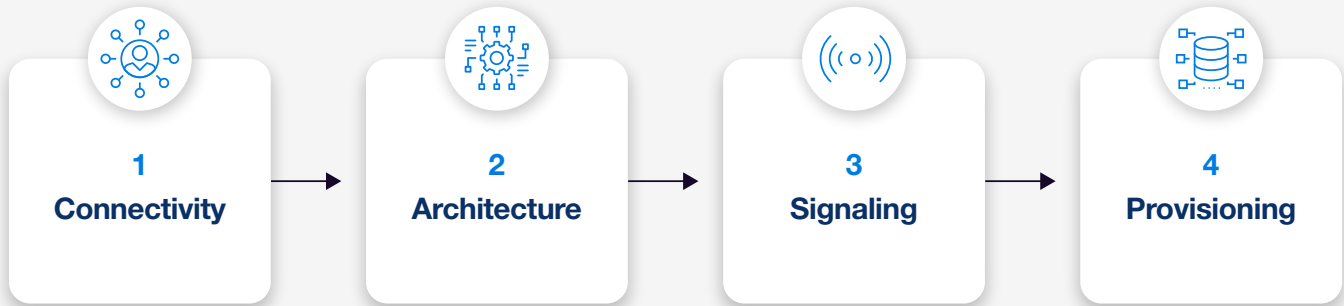 1
Connectivity
2
Architecture
3
Signaling
4
Provisioning